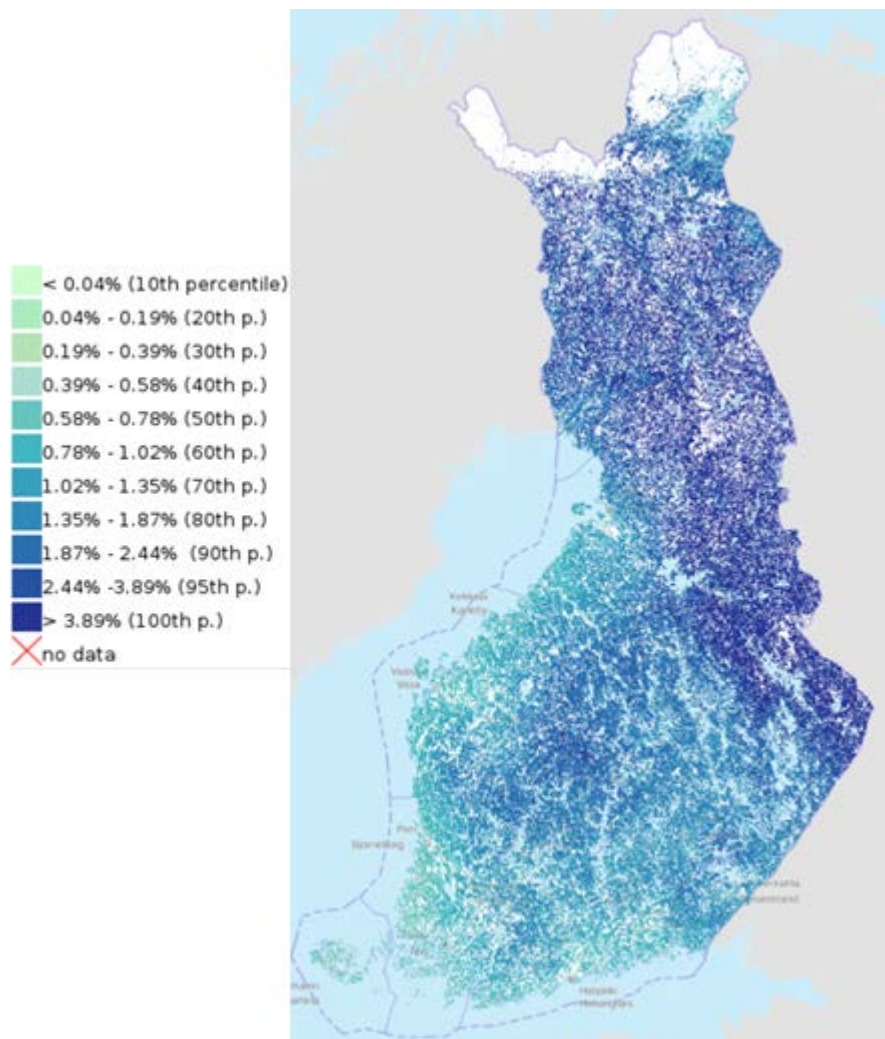 < 0.04% (10th percentile)
0.04% - 0.19% (20th p.)
0.19% - 0.39% (30th p.)
0.39% - 0.58% (40th p.)
0.58% - 0.78% (50th p.)
0.78% - 1.02% (60th p.)
1.02% - 1.35% (70th p.)
1.35% - 1.87% (80th p.)
1.87% - 2.44%  (90th p.)
2.44% -3.89% (95th p.)
> 3.89% (100th p.)
no data
Karleby
Vasa
Pori
Helsinki
Helsingfors